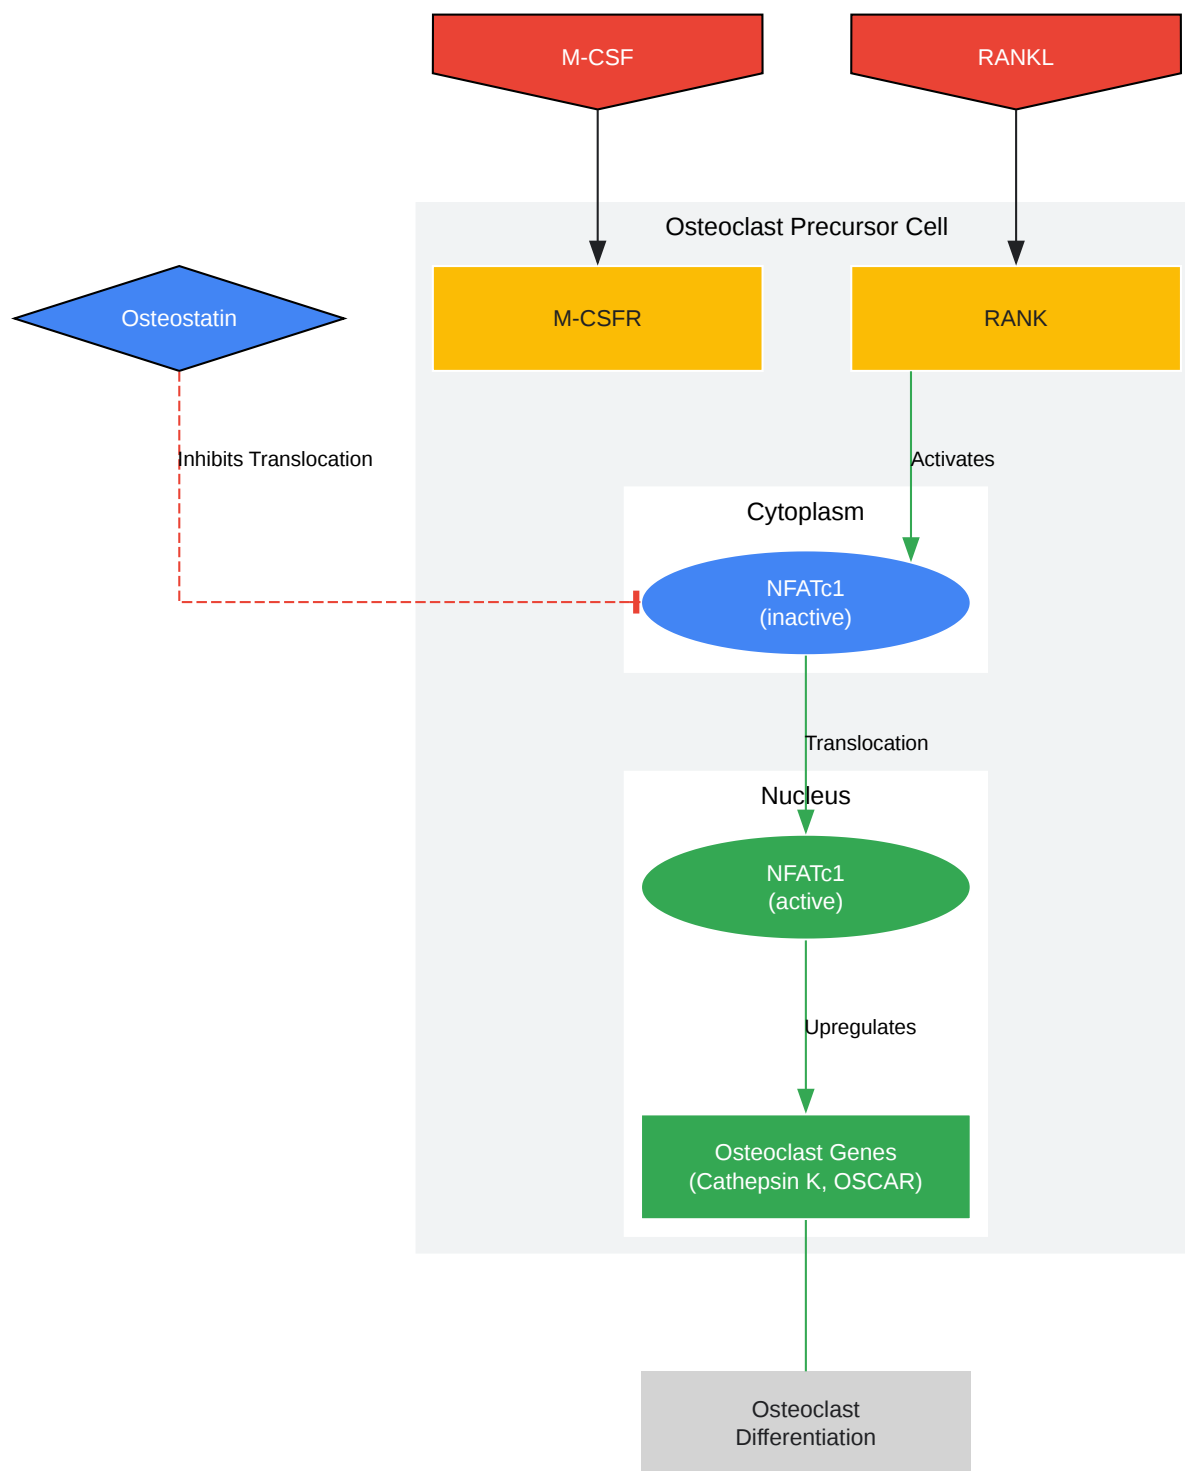 M-CSF
RANKL
Osteoclast Precursor Cell
Osteostatin
M-CSFR
RANK
Inhibits Translocation
Activates
Cytoplasm
NFATc1
(inactive)
Translocation
Nucleus
NFATc1
(active)
Upregulates
Osteoclast Genes
(Cathepsin K, OSCAR)
Osteoclast
Differentiation